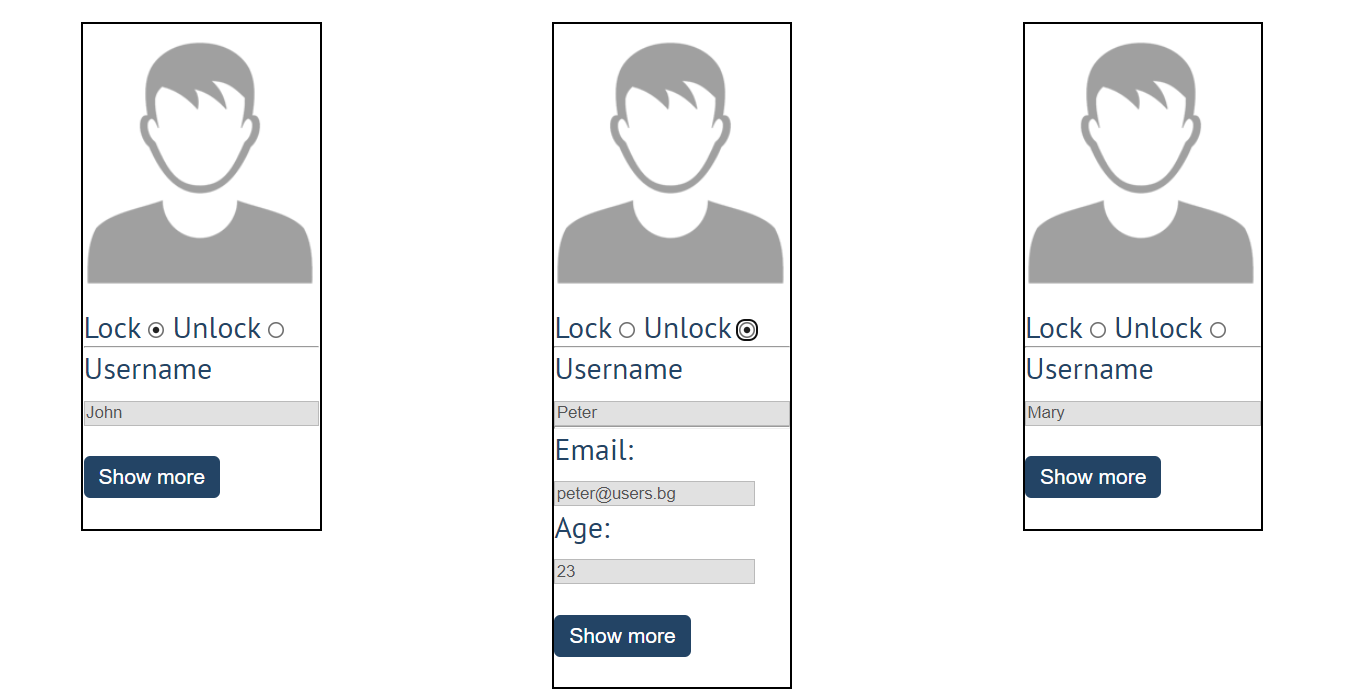 Lock Unlock
Username
John
Show more
Lock Unlock
Username
Peter
Email:
peter@users.bg
Age:
23
Show more
Lock Unlock
Username
Mary
Show more